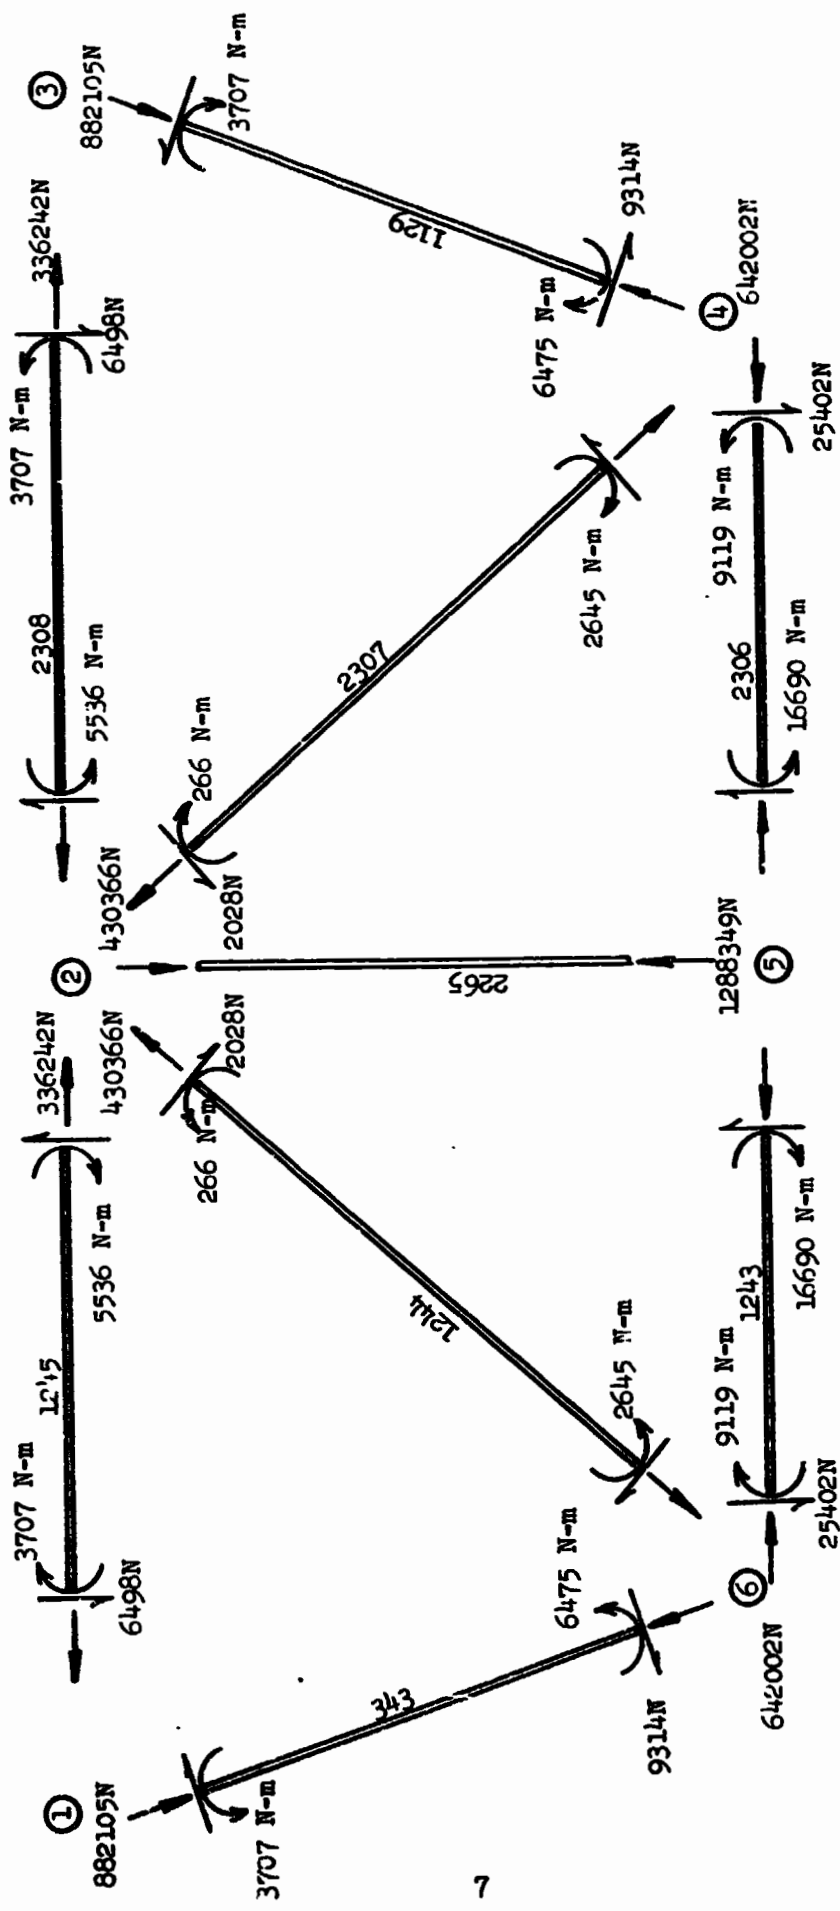 1
882105N
3707 N-m
343
9314N
6475 N-m
6
642002N
3707 N-m
6498N
5536 N-m
336242N
430366N
266 N-m
2028N
1244
2645 N-m
9119 N-m
25402N
1243
16690 N-m
2
2265
1288349N
5
430366N
2028N
266 N-m
2307
2645 N-m
2308
5536 N-m
3707 N-m
336242N
6498N
2306
16690 N-m
9119 N-m
25402N
642002N
4
3
882105N
3707 N-m
1129
6475 N-m
9314N
7